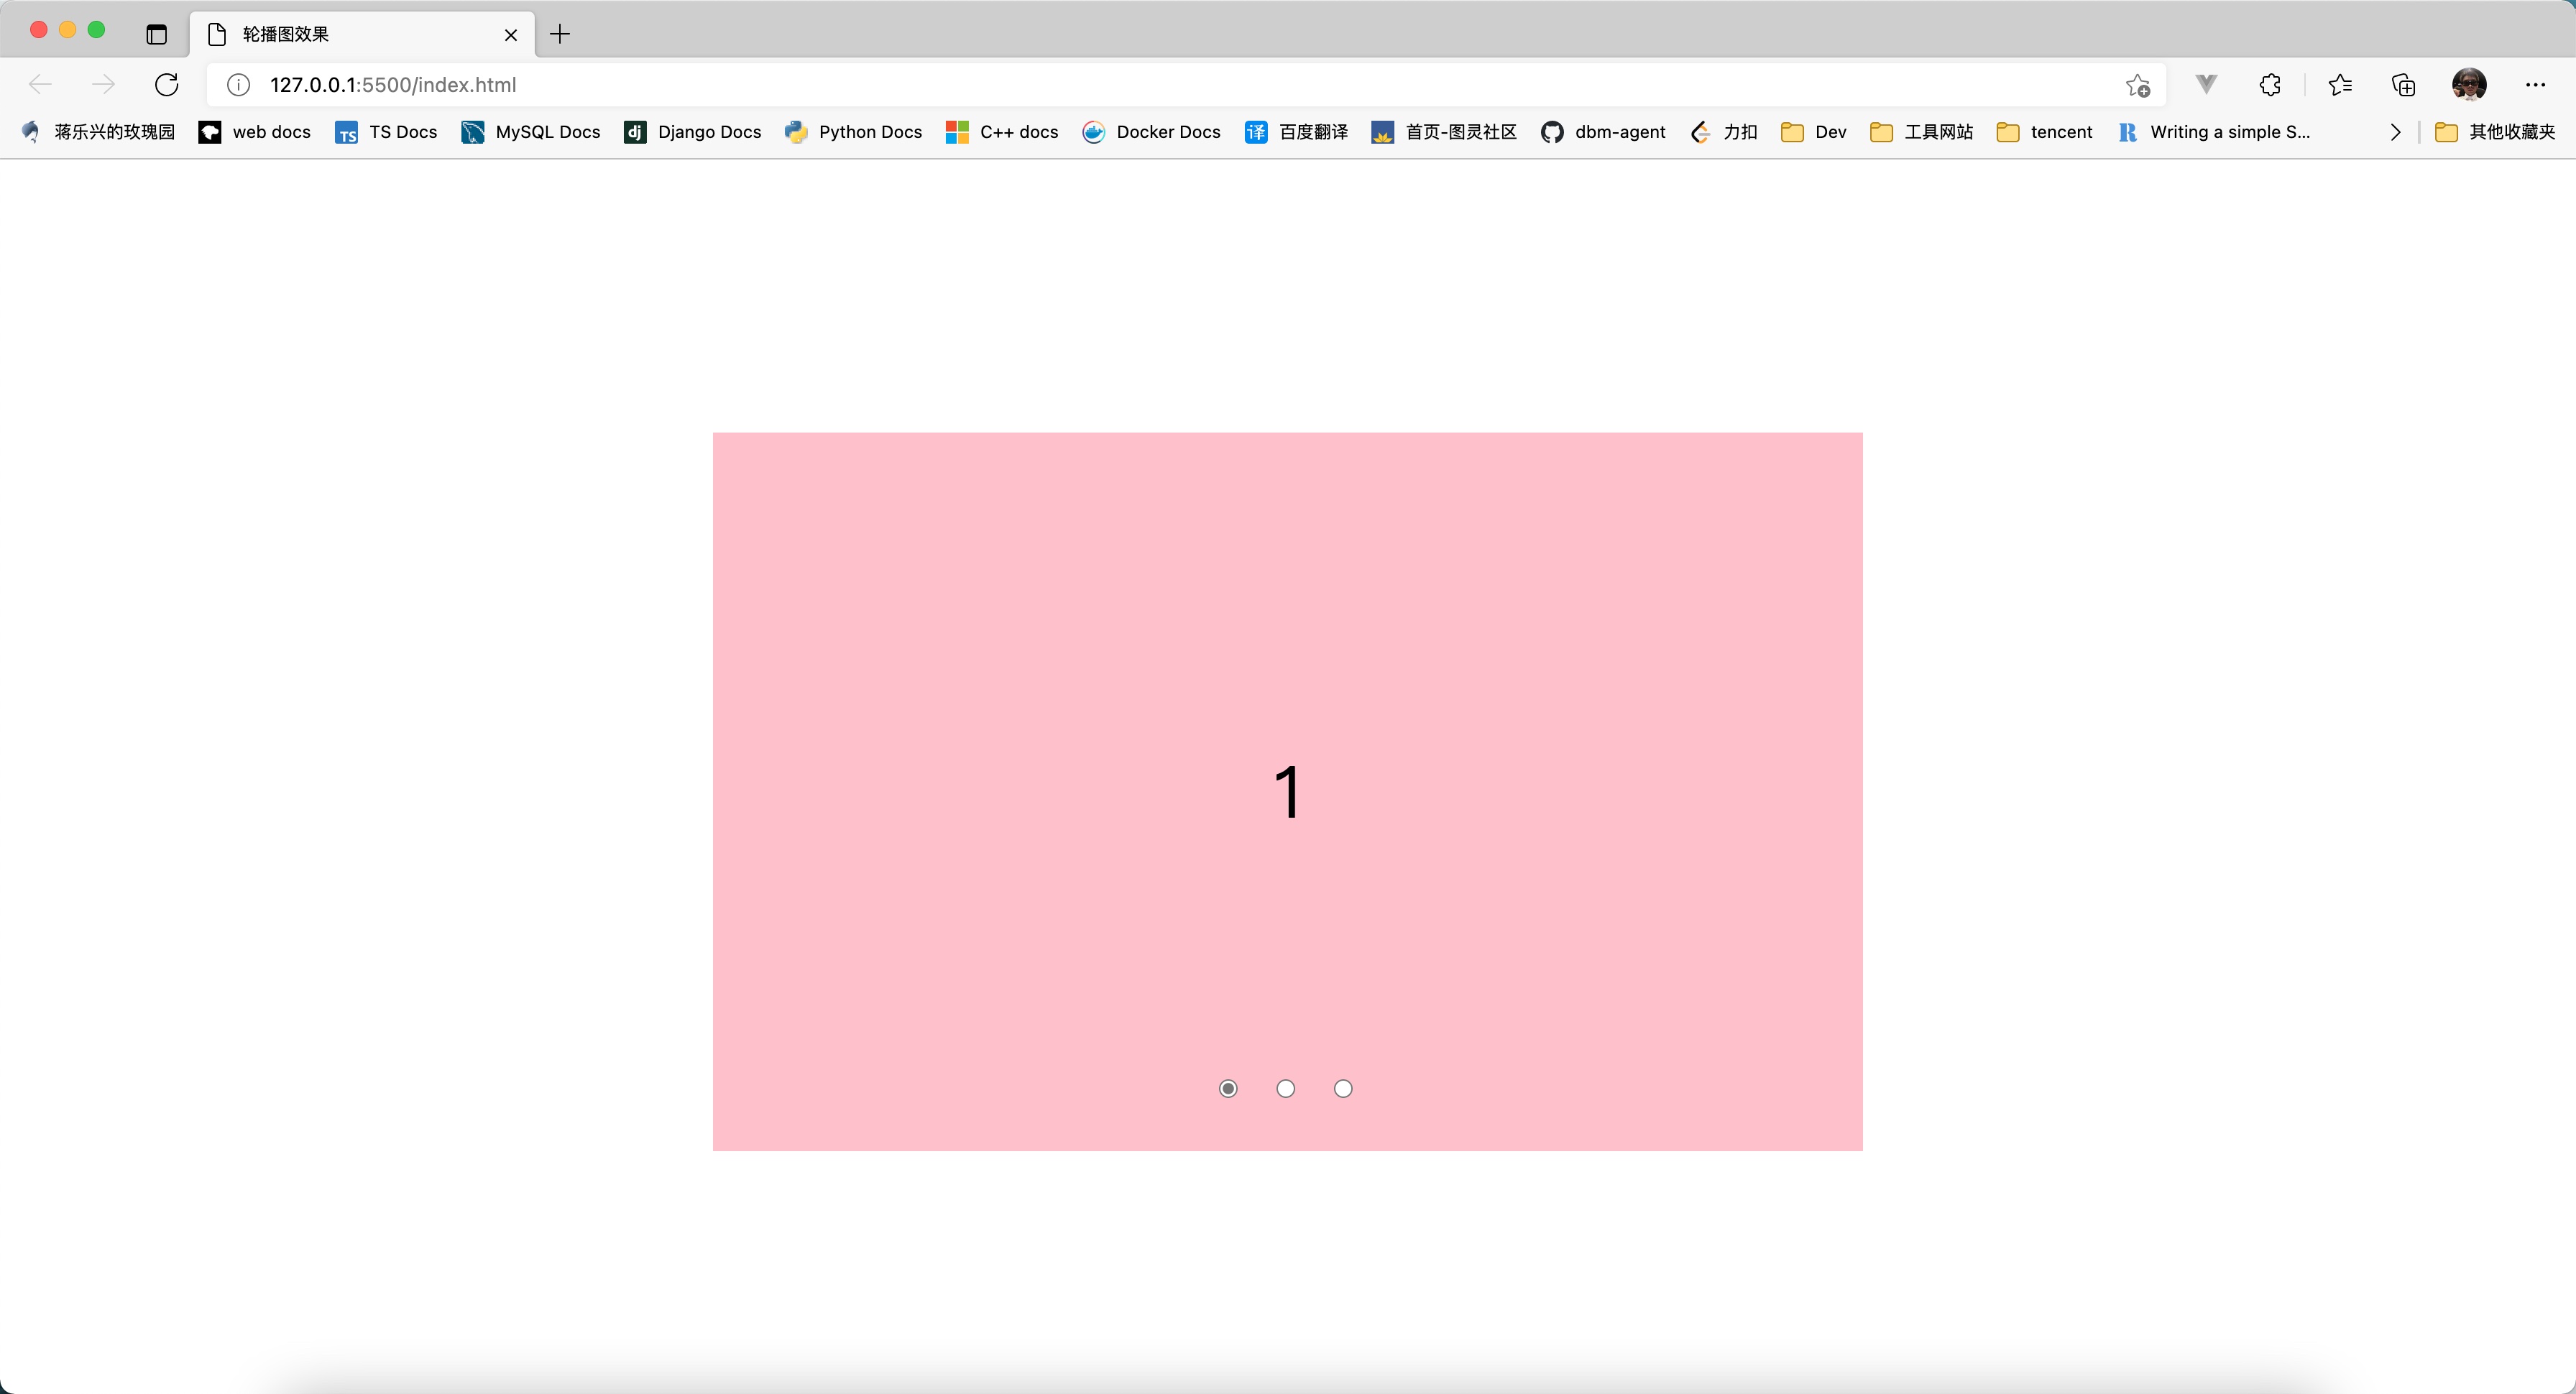 轮播图效果
127.0.0.1:5500/index.html
蒋乐兴的玫瑰园 web docs TS TS Docs MySQL Docs dj Django Docs Python Docs C++ docs Docker Docs 译 百度翻译 首页-图灵社区 dbm-agent 力扣 Dev 工具网站 tencent R Writing a simple S... 其他收藏夹
1